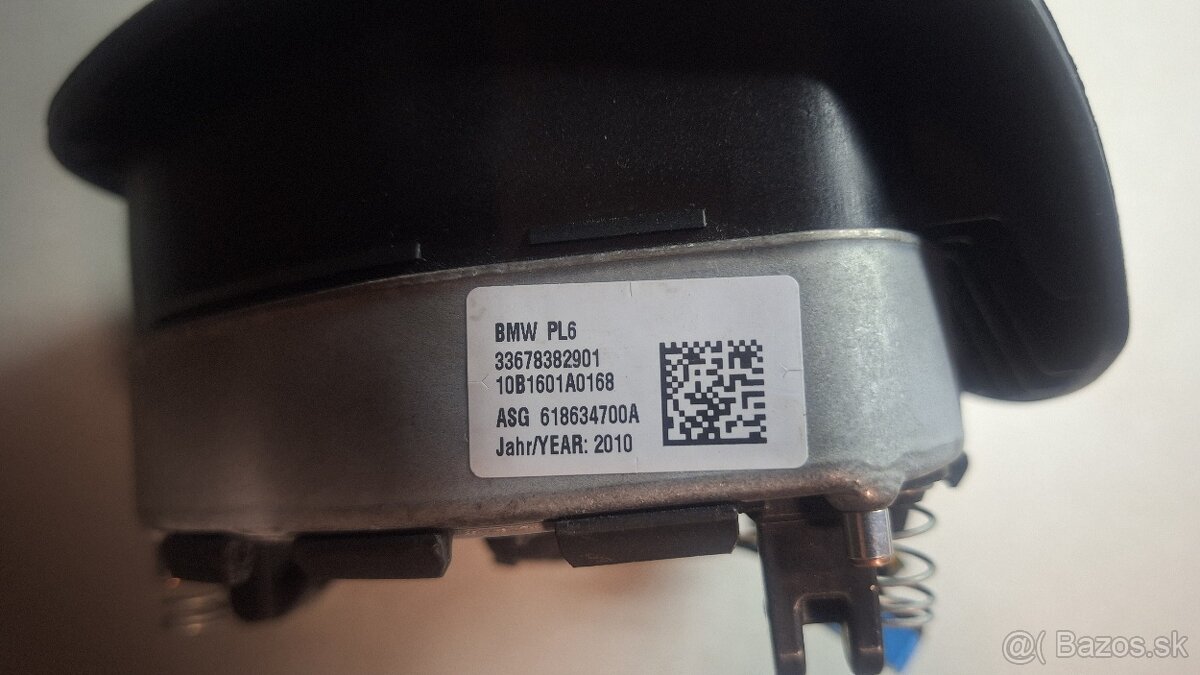 BMW PL6
33678382901
10B1601A0168
ASG 618634700A
Jahr/YEAR: 2010
@( Bazos.sk